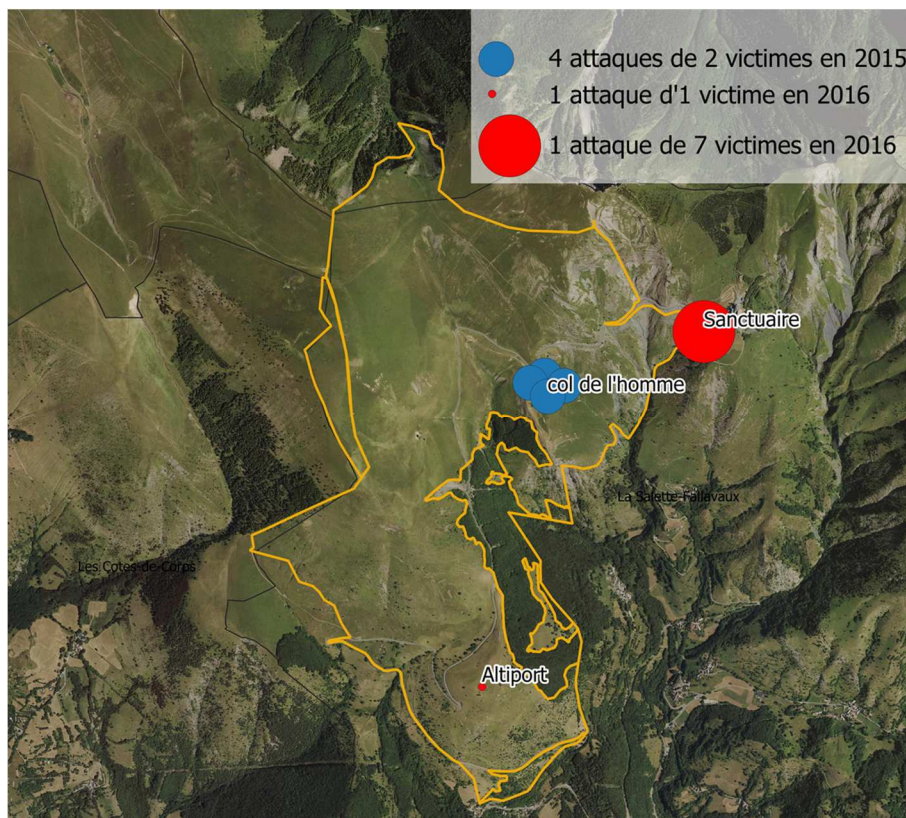 4 attaques de 2 victimes en 2015
1 attaque d'1 victime en 2016
1 attaque de 7 victimes en 2016
Sanctuaire
col de l'homme
La Salette-Fallavaux
Les Cotes-de-Corps
Altiport